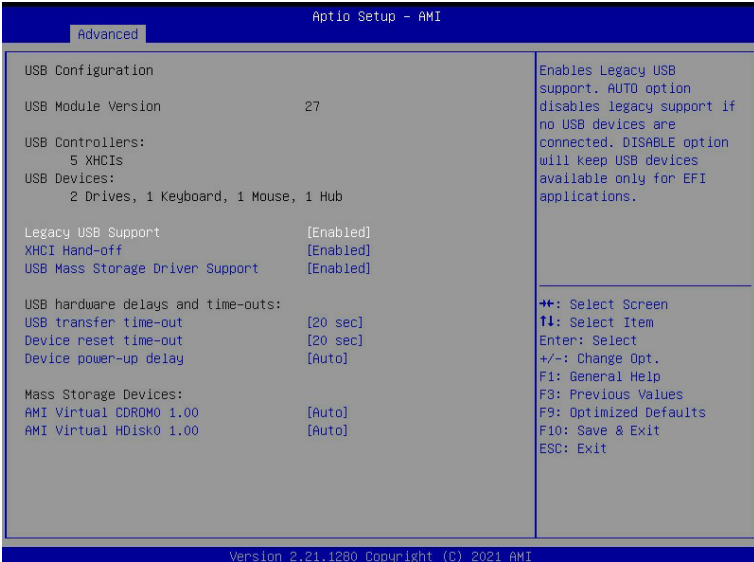 Aptio Setup - AMI
Advanced
USB Configuration
USB Module Version 27
USB Controllers:
5 XHCIs
USB Devices:
2 Drives, 1 Keyboard, 1 Mouse, 1 Hub
Legacy USB Support [Enabled]
XHCI Hand-off [Enabled]
USB Mass Storage Driver Support [Enabled]
USB hardware delays and time-outs:
USB transfer time-out [20 sec]
Device reset time-out [20 sec]
Device power-up delay [Auto]
Mass Storage Devices:
AMI Virtual CDROM0 1.00 [Auto]
AMI Virtual HDisk0 1.00 [Auto]
Enables Legacy USB
support. AUTO option
disables legacy support if
no USB devices are
connected. DISABLE option
will keep USB devices
available only for EFI
applications.
→←: Select Screen
↑↓: Select Item
Enter: Select
+/-: Change Opt.
F1: General Help
F3: Previous Values
F9: Optimized Defaults
F10: Save & Exit
ESC: Exit
Version 2.21.1280 Copyright (C) 2021 AMI